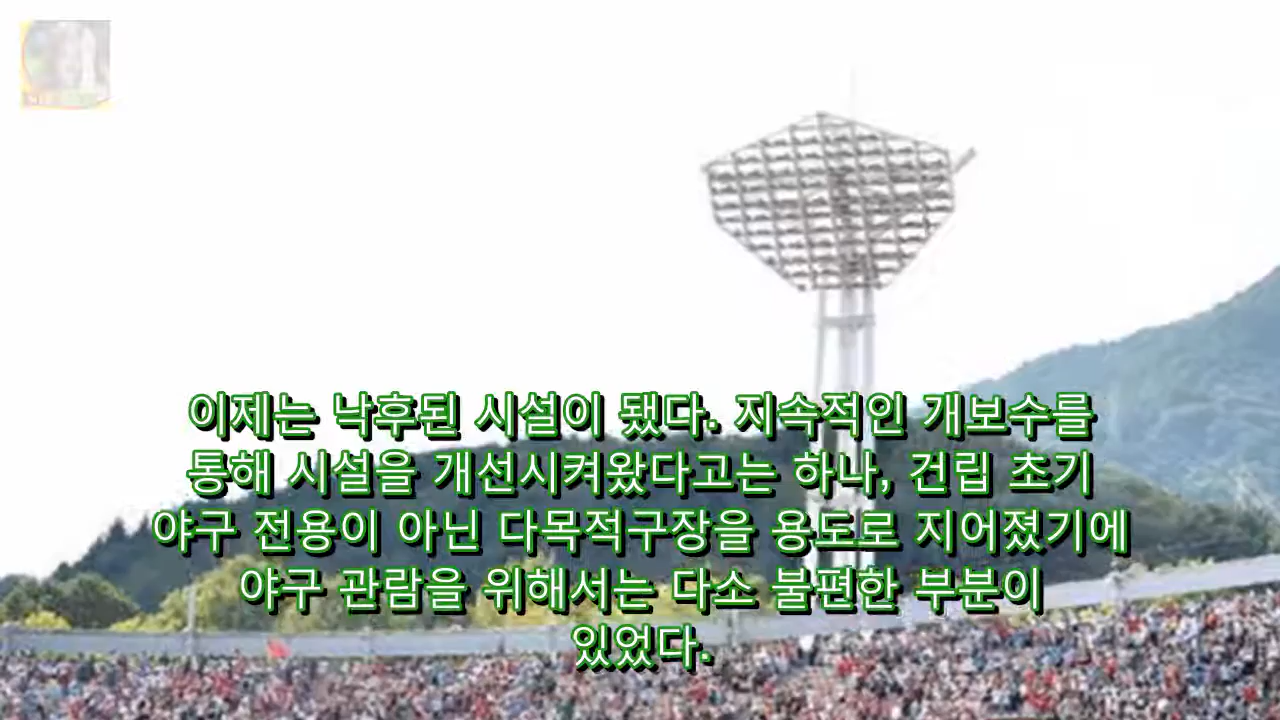 이제는 낙후된 시설이 됐다. 지속적인 개보수를
통해 시설을 개선시켜왔다고는 하나, 건립 초기
야구 전용이 아닌 다목적구장을 용도로 지어졌기에
야구 관람을 위해서는 다소 불편한 부분이
있었다.